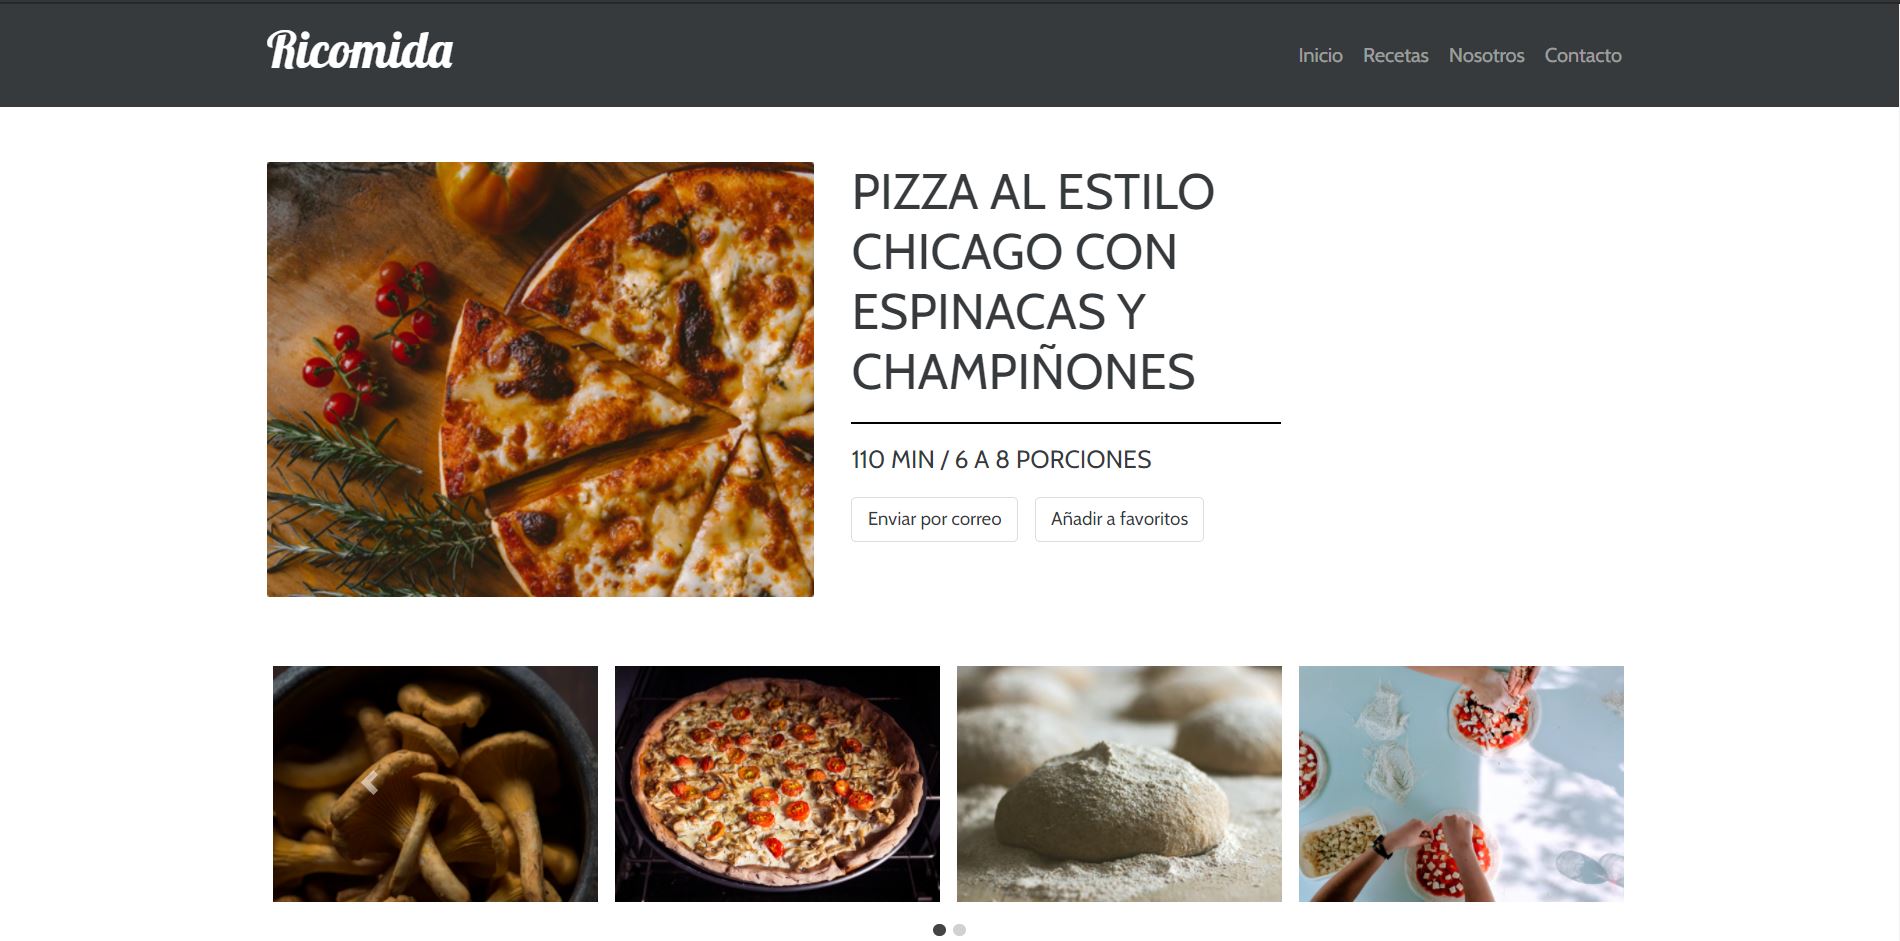 Ricomida
Inicio Recetas Nosotros Contacto
PIZZA AL ESTILO
CHICAGO CON
ESPINACAS Y
CHAMPIÑONES
110 MIN / 6 A 8 PORCIONES
Enviar por correo
Añadir a favoritos